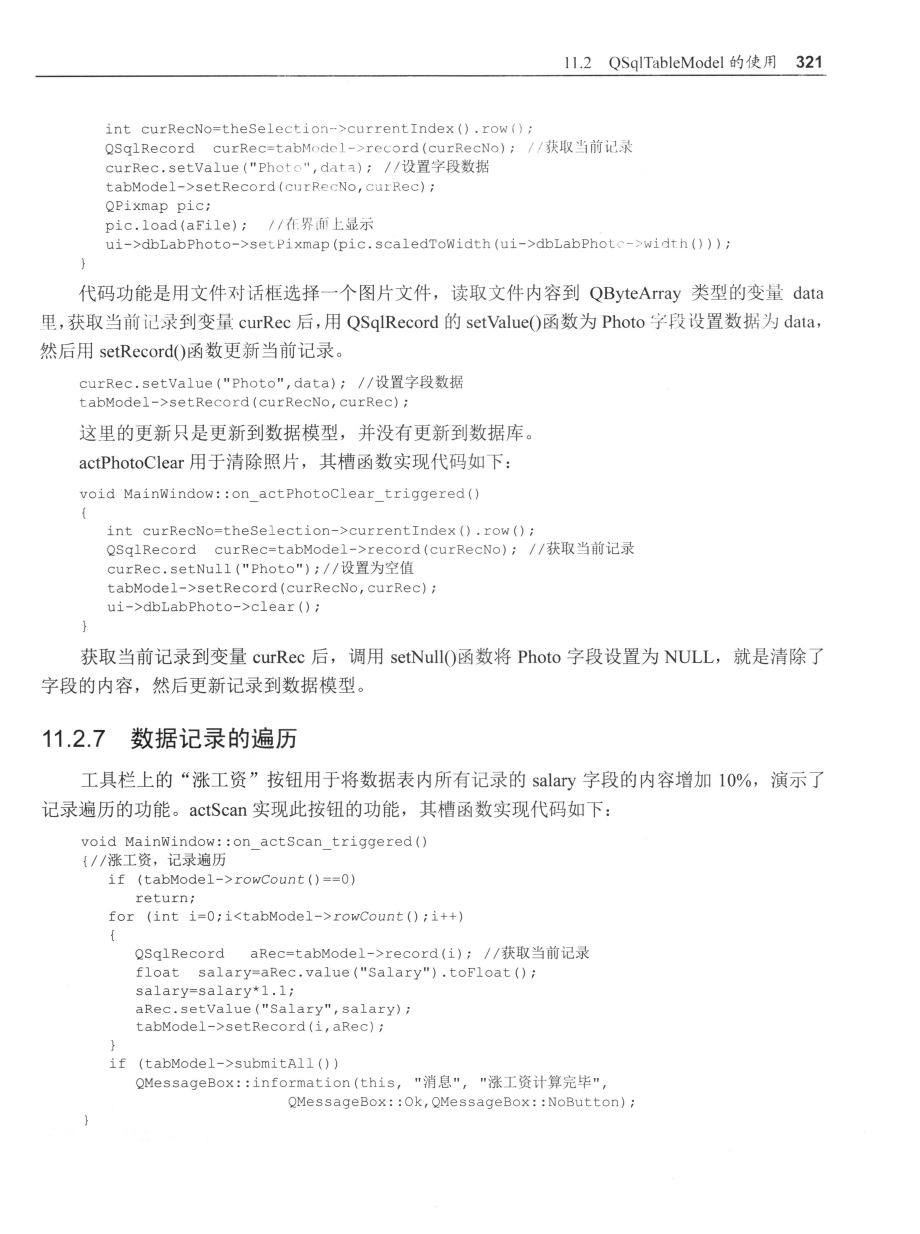 11.2 QSqlTableModel 的使用 321
int curRecNo=theSelection->currentIndex().row();
QSqlRecord curRec=tabModel->record(curRecNo); //获取当前记录
curRec.setValue("Photo",data); //设置字段数据
tabModel->setRecord(curRecNo,curRec);
QPixmap pic;
pic.load(aFile); //在界面上显示
ui->dbLabPhoto->setPixmap(pic.scaledToWidth(ui->dbLabPhoto->width()));
}
代码功能是用文件对话框选择一个图片文件，读取文件内容到 QByteArray 类型的变量 data
里，获取当前记录到变量 curRec 后，用 QSqlRecord 的 setValue()函数为 Photo 字段设置数据为 data，
然后用 setRecord()函数更新当前记录。
curRec.setValue("Photo",data); //设置字段数据
tabModel->setRecord(curRecNo,curRec);
这里的更新只是更新到数据模型，并没有更新到数据库。
actPhotoClear 用于清除照片，其槽函数实现代码如下：
void MainWindow::on_actPhotoClear_triggered()
{
int curRecNo=theSelection->currentIndex().row();
QSqlRecord curRec=tabModel->record(curRecNo); //获取当前记录
curRec.setNull("Photo");//设置为空值
tabModel->setRecord(curRecNo,curRec);
ui->dbLabPhoto->clear();
}
获取当前记录到变量 curRec 后，调用 setNull()函数将 Photo 字段设置为 NULL，就是清除了
字段的内容，然后更新记录到数据模型。
11.2.7 数据记录的遍历
工具栏上的“涨工资”按钮用于将数据表内所有记录的 salary 字段的内容增加 10%，演示了
记录遍历的功能。actScan 实现此按钮的功能，其槽函数实现代码如下：
void MainWindow::on_actScan_triggered()
{//涨工资，记录遍历
if (tabModel->rowCount()==0)
return;
for (int i=0;i<tabModel->rowCount();i++)
{
QSqlRecord aRec=tabModel->record(i); //获取当前记录
float salary=aRec.value("Salary").toFloat();
salary=salary*1.1;
aRec.setValue("Salary",salary);
tabModel->setRecord(i,aRec);
}
if (tabModel->submitAll())
QMessageBox::information(this, "消息", "涨工资计算完毕",
QMessageBox::Ok,QMessageBox::NoButton);
}